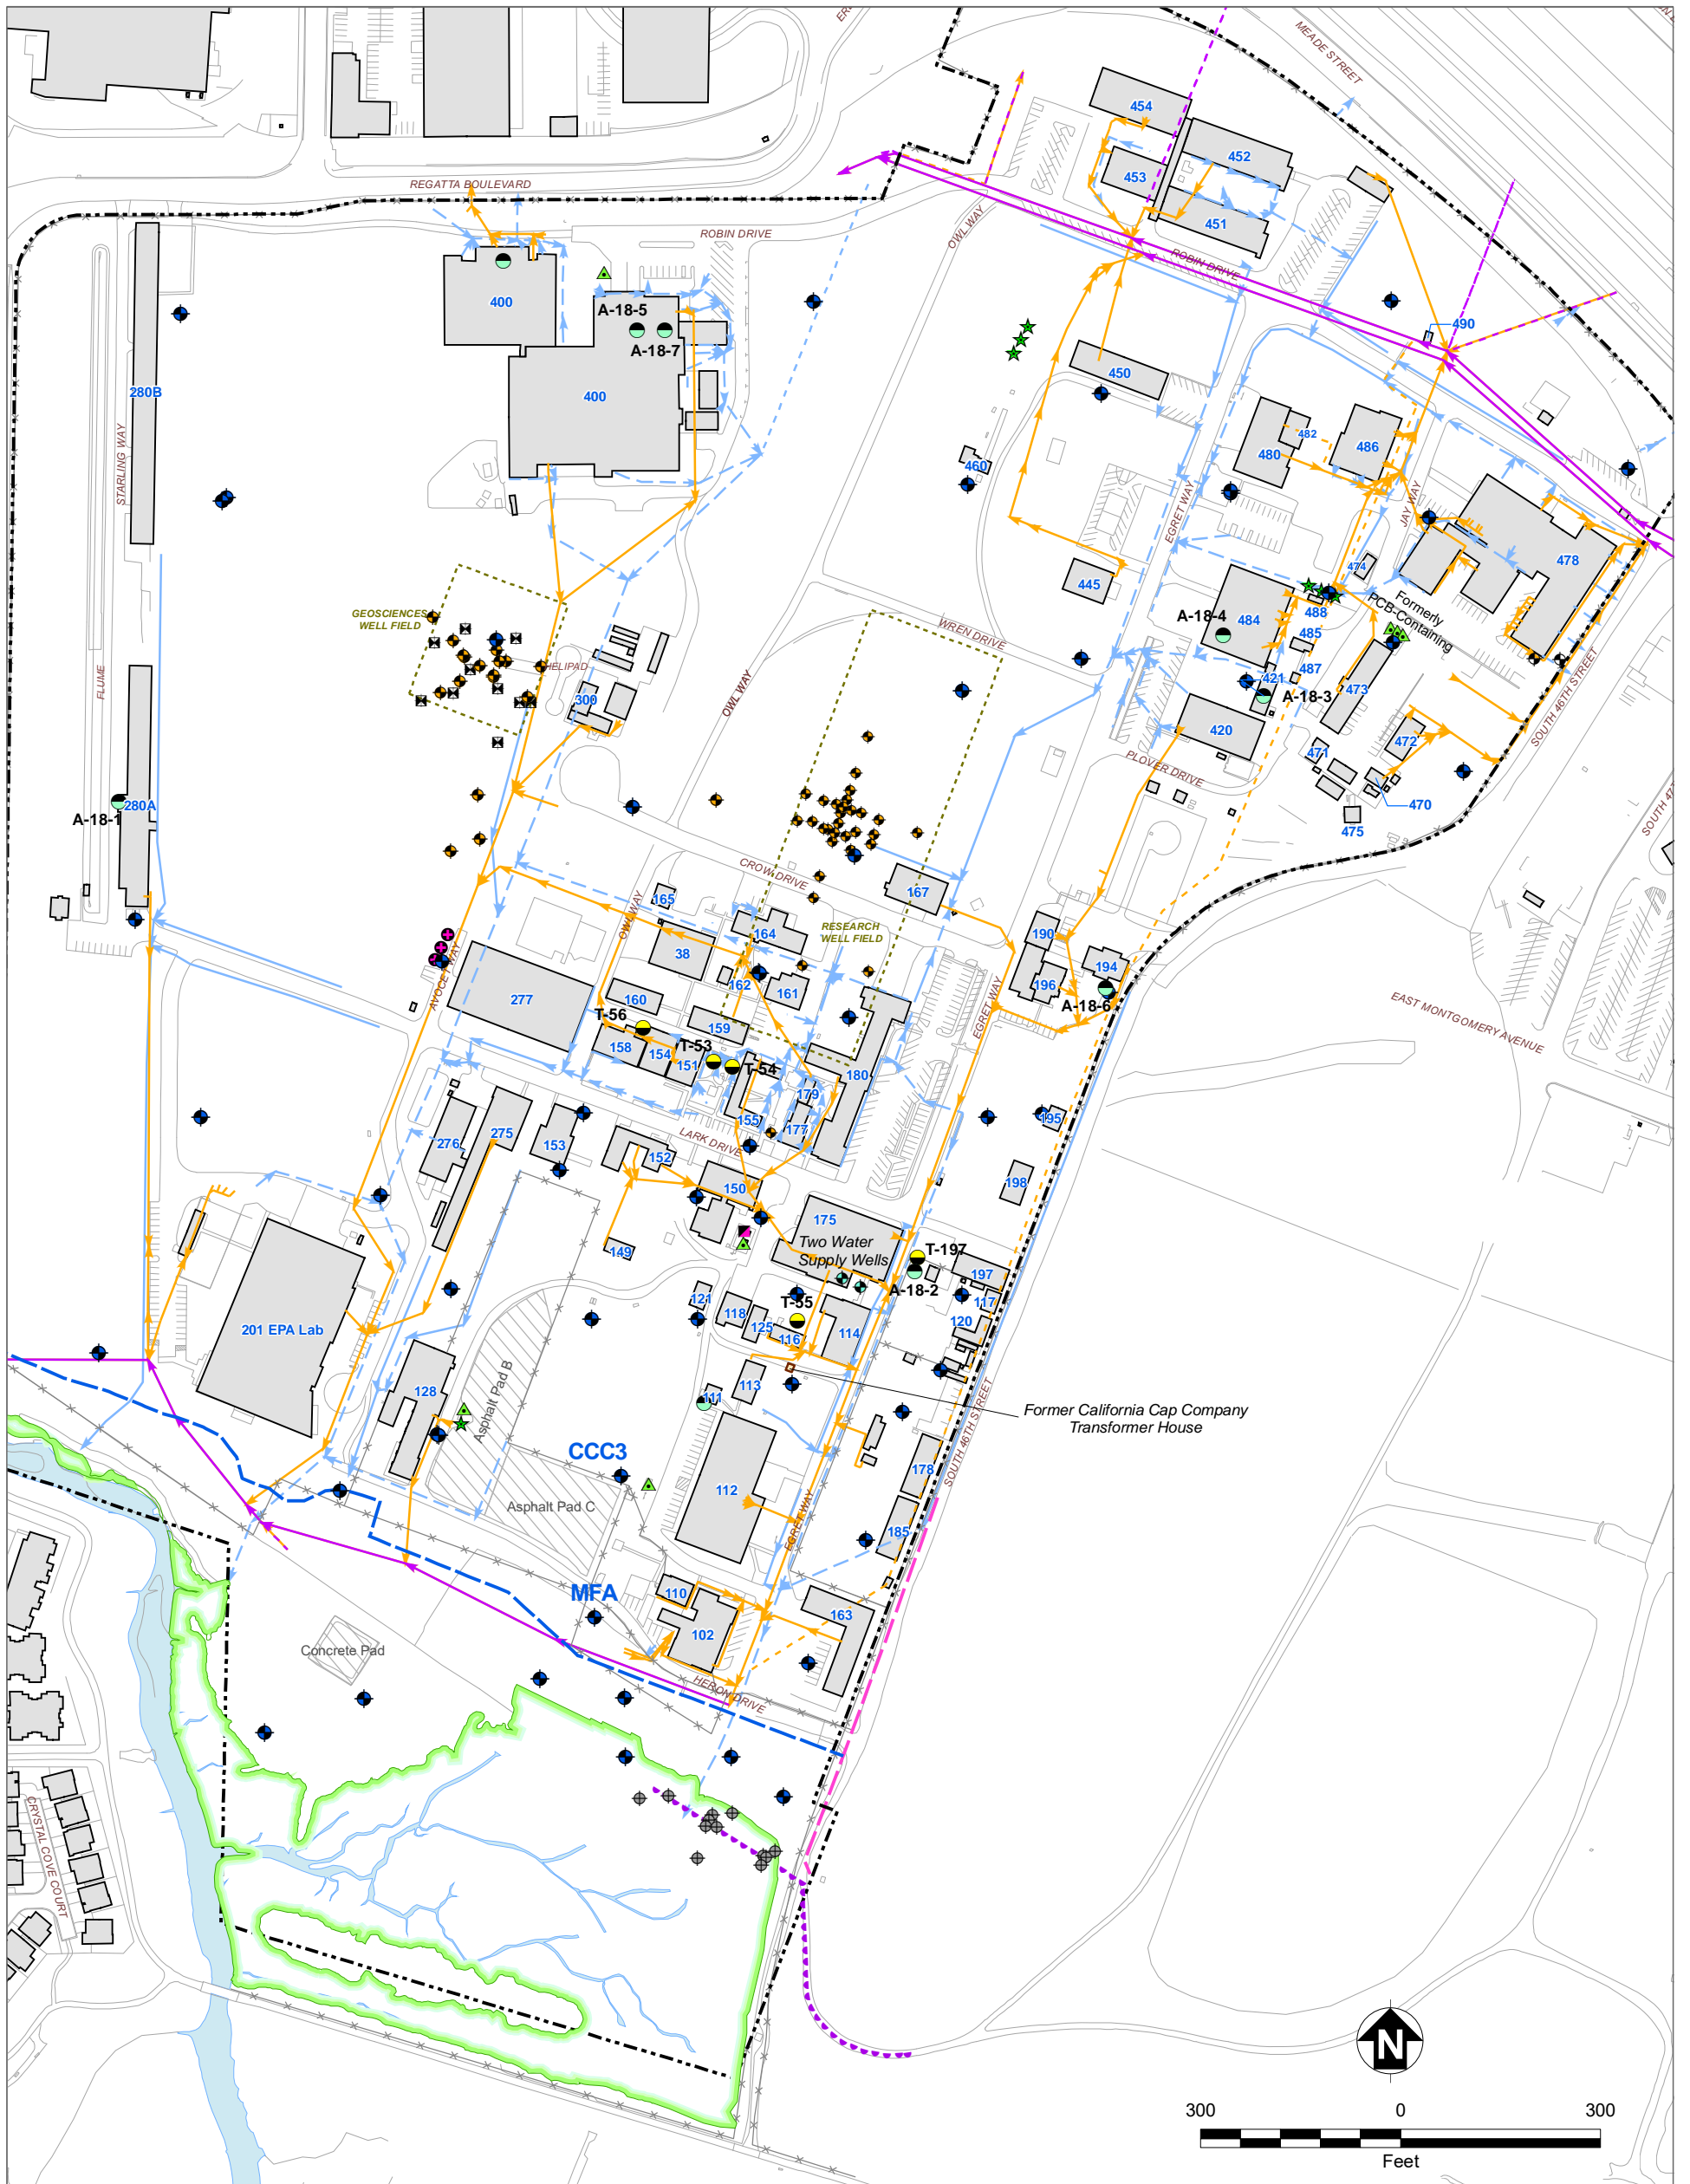 MEADE STREET
REGATTA BOULEVARD
ROBIN DRIVE
OWL WAY
ROBIN DRIVE
454
452
453
451
400
A-18-5
A-18-7
400
280B
STARLING WAY
FLUME
450
490
460
480
482
486
JAY WAY
478
474
EGRET WAY
445
GEOSCIENCES
WELL FIELD
HELIPAD
300
OWL WAY
WREN DRIVE
A-18-4
484
488
485
487
421
A-18-3
Formerly
PCB-Containing
473
472
471
470
475
420
PLOVER DRIVE
SOUTH 46TH STREET
SOUTH 47
280A
A-18-1
CROW DRIVE
167
165
OWL WAY
164
38
RESEARCH
WELL FIELD
162
161
160
159
277
AVOCET WAY
T-56
158
154
T-53
151
T-54
155
179
177
180
190
194
196
A-18-6
EGRET WAY
EAST MONTGOMERY AVENUE
195
198
276
275
153
LARK DRIVE
152
150
149
175
Two Water
Supply Wells
T-197
A-18-2
197
117
120
121
118
125
T-55
116
114
113
111
201 EPA Lab
128
Asphalt Pad B
CCC3
Asphalt Pad C
112
EGRET WAY
Former California Cap Company
Transformer House
178
185
SOUTH 46TH STREET
MFA
110
102
163
HERON DRIVE
Concrete Pad
CRYSTAL COVE COURT
N
300
0
300
Feet